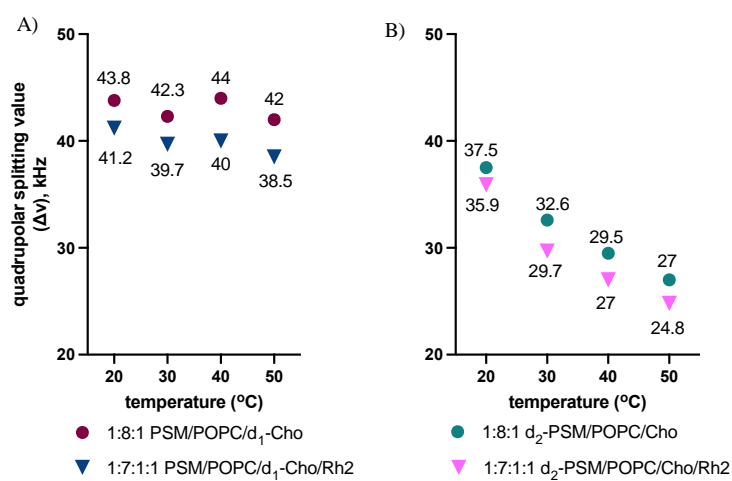 A)
50
40
30
20
quadrupolar splitting value
(Δν), kHz
43.8
42.3
44
42
41.2
39.7
40
38.5
20 30 40 50
temperature (ºC)
1:8:1 PSM/POPC/d₁-Cho
1:7:1:1 PSM/POPC/d₁-Cho/Rh2
B)
50
40
30
20
37.5
32.6
29.5
27
35.9
29.7
27
24.8
20 30 40 50
temperature (ºC)
1:8:1 d₂-PSM/POPC/Cho
1:7:1:1 d₂-PSM/POPC/Cho/Rh2